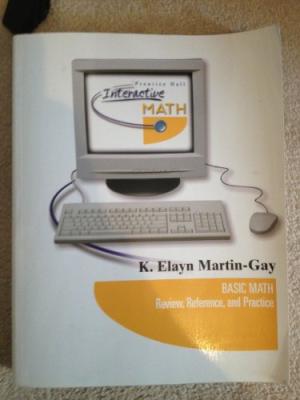 Prentice Hall
Interactive
MATH
K. Elayn Martin-Gay
BASIC MATH
Review, Reference, and Practice